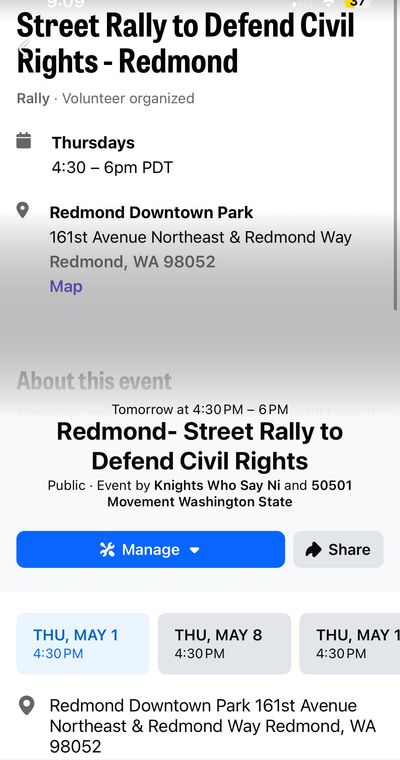 9:09
37
Street Rally to Defend Civil
Rights - Redmond
Rally · Volunteer organized
Thursdays
4:30 – 6pm PDT
Redmond Downtown Park
161st Avenue Northeast & Redmond Way
Redmond, WA 98052
Map
About this event
Tomorrow at 4:30 PM – 6 PM
Redmond- Street Rally to
Defend Civil Rights
Public · Event by Knights Who Say Ni and 50501
Movement Washington State
Manage
Share
THU, MAY 1
THU, MAY 8
THU, MAY 1
4:30 PM
4:30 PM
4:30 PM
Redmond Downtown Park 161st Avenue
Northeast & Redmond Way Redmond, WA
98052